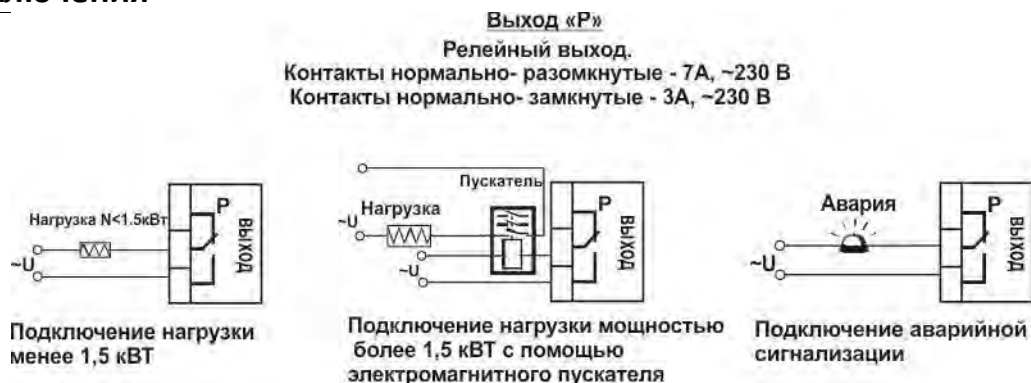 Выход «Р»
Релейный выход.
Контакты нормально- разомкнутые - 7А, ~230 В
Контакты нормально- замкнутые - 3А, ~230 В
Нагрузка N<1.5кВт
~U
Р
ВЫХОД
Подключение нагрузки
менее 1,5 кВТ
Пускатель
Нагрузка
~U
~U
Р
ВЫХОД
Подключение нагрузки мощностью
более 1,5 кВТ с помощью
электромагнитного пускателя
Авария
~U
Р
ВЫХОД
Подключение аварийной
сигнализации